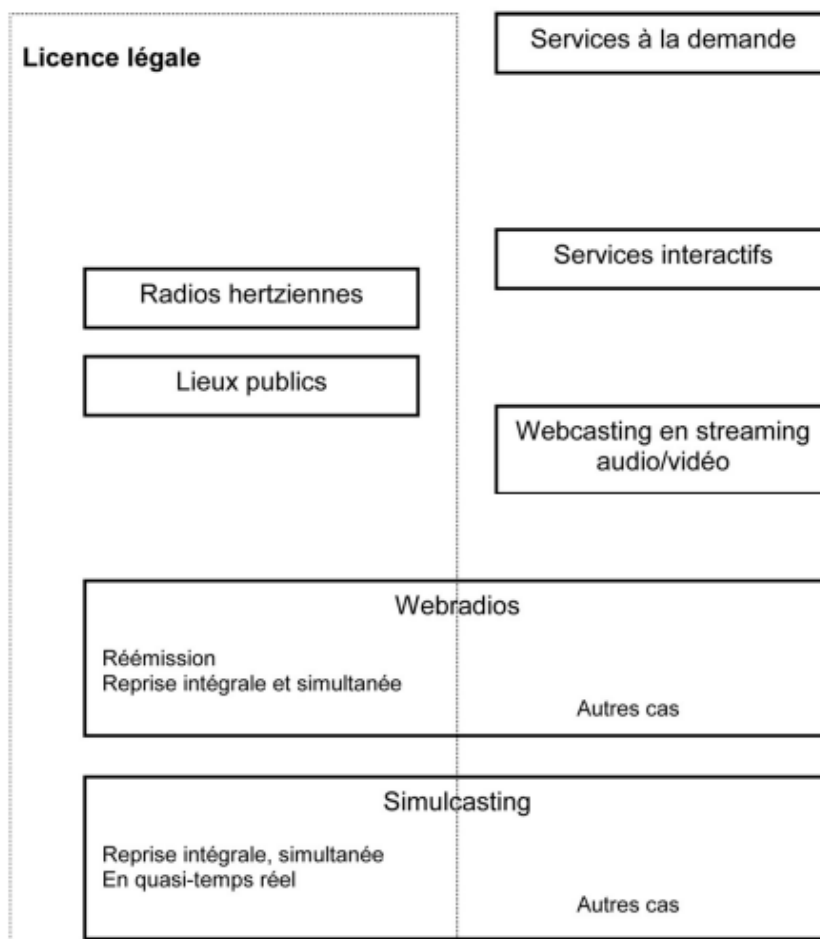 Licence légale
Services à la demande
Services interactifs
Radios hertziennes
Lieux publics
Webcasting en streaming
audio/vidéo
Webradios
Réémission
Reprise intégrale et simultanée
Autres cas
Simulcasting
Reprise intégrale, simultanée
En quasi-temps réel
Autres cas